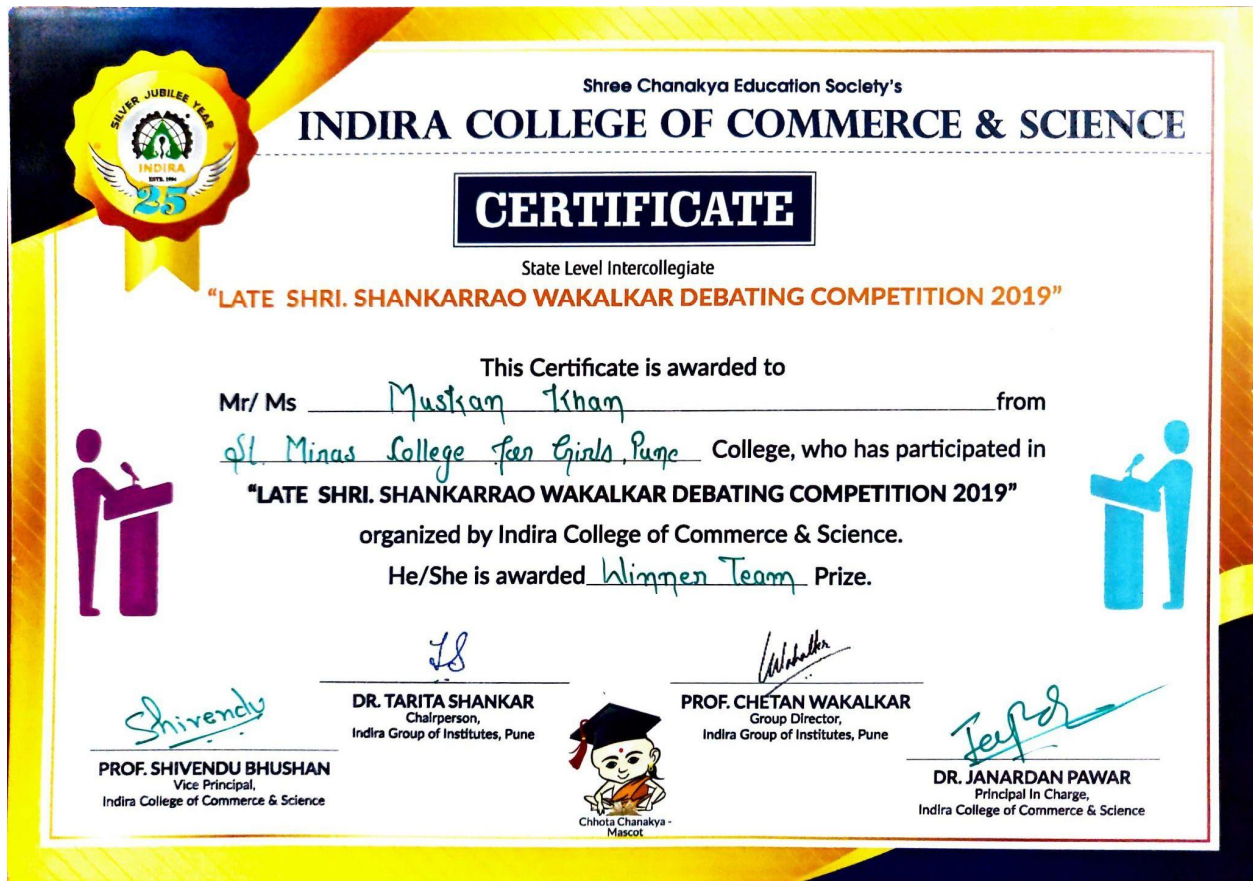 SILVER JUBILEE YEAR
INDIRA
ESTD. 1994
25
Shree Chanakya Education Society's
INDIRA COLLEGE OF COMMERCE & SCIENCE
CERTIFICATE
State Level Intercollegiate
"LATE SHRI. SHANKARRAO WAKALKAR DEBATING COMPETITION 2019"
This Certificate is awarded to
Mr/ Ms Muskan Khan from
St. Miras College for Girls, Pune College, who has participated in
"LATE SHRI. SHANKARRAO WAKALKAR DEBATING COMPETITION 2019"
organized by Indira College of Commerce & Science.
He/She is awarded Winner Team Prize.
Shivendu
PROF. SHIVENDU BHUSHAN
Vice Principal,
Indira College of Commerce & Science
TS
DR. TARITA SHANKAR
Chairperson,
Indira Group of Institutes, Pune
Chhota Chanakya -
Mascot
Wakalkar
PROF. CHETAN WAKALKAR
Group Director,
Indira Group of Institutes, Pune
DR. JANARDAN PAWAR
Principal In Charge,
Indira College of Commerce & Science